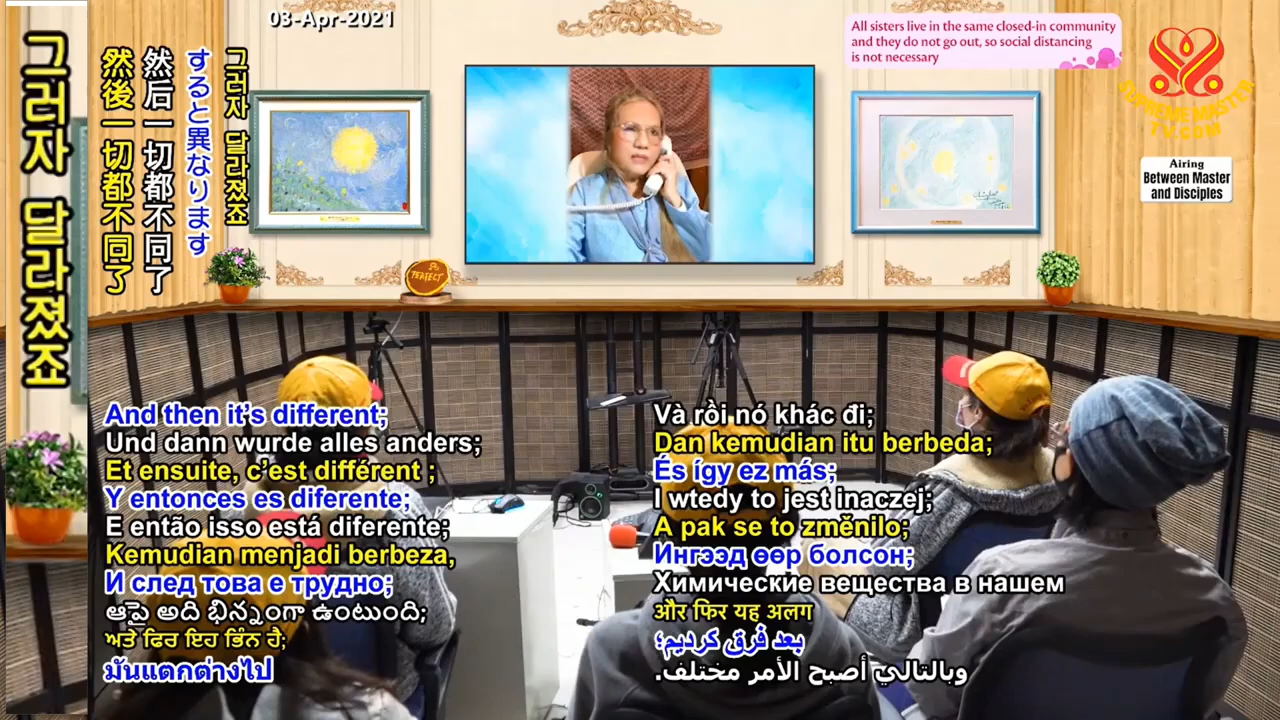 03-Apr-2021
All sisters live in the same closed-in community
and they do not go out, so social distancing
is not necessary
SUPREME MASTER
TV.COM
Airing
Between Master
and Disciples
그러자 달라졌죠
然後一切都不同了
然后一切都不同了
すると異なります
그러자 달라졌죠
PERFECT
And then it's different;
Und dann wurde alles anders;
Et ensuite, c'est différent ;
Y entonces es diferente;
E então isso está diferente;
Kemudian menjadi berbeza,
И след това е трудно;
ఆపై అది భిన్నంగా ఉంటుంది;
ਅਤੇ ਫਿਰ ਇਹ ਭਿੰਨ ਹੈ;
มันแตกต่างไป
Và rồi nó khác đi;
Dan kemudian itu berbeda;
És így ez más;
I wtedy to jest inaczej;
A pak se to změnilo;
Ингээд өөр болсон;
Химические вещества в нашем
और फिर यह अलग
بعد فرق کردیم؛
وبالتالي أصبح الأمر مختلف.